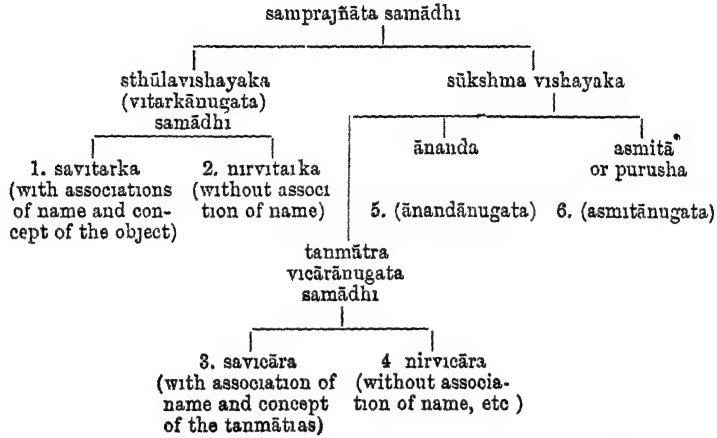 samprajñāta samādhi
sthūlavishayaka
(vitarkānugata)
samādhi
sūkshma vishayaka
1. savitarka
(with associations
of name and con-
cept of the object)
2. nirvitaika
(without associ
tion of name)
ānanda
5. (ānandānugata)
asmitā
or purusha
6. (asmitānugata)
tanmātra
vicārānugata
samādhi
3. savicāra
(with association of
name and concept
of the tanmātias)
4 nirvicāra
(without associa-
tion of name, etc )